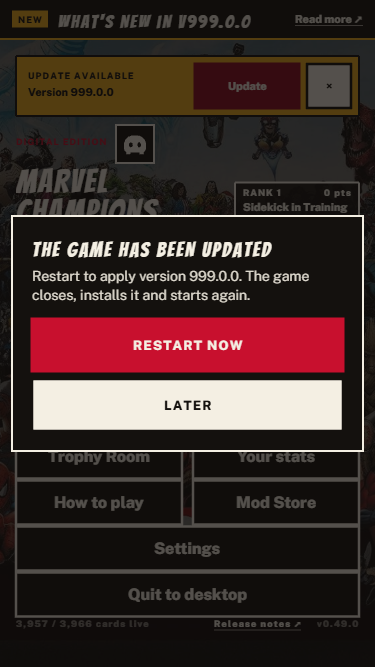 NEW WHAT'S NEW IN V999.0.0 Read more ↗
UPDATE AVAILABLE
Version 999.0.0
Update
×
SPECIAL EDITION
MARVEL
CHAMPIONS
RANK 1 0 pts
Sidekick in Training
THE GAME HAS BEEN UPDATED
Restart to apply version 999.0.0. The game
closes, installs it and starts again.
RESTART NOW
LATER
Trophy Room
Your stats
How to play
Mod Store
Settings
Quit to desktop
3,957 / 3,966 cards live Release notes ↗ v0.49.0